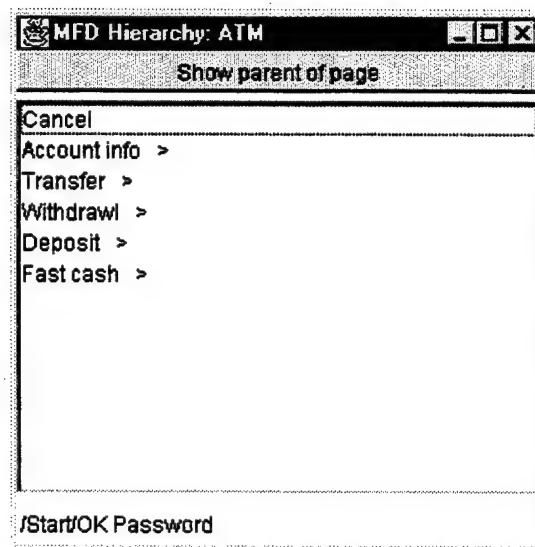 MFD Hierarchy: ATM
Show parent of page
Cancel
Account info >
Transfer >
Withdrawl >
Deposit >
Fast cash >
/Start/OK Password